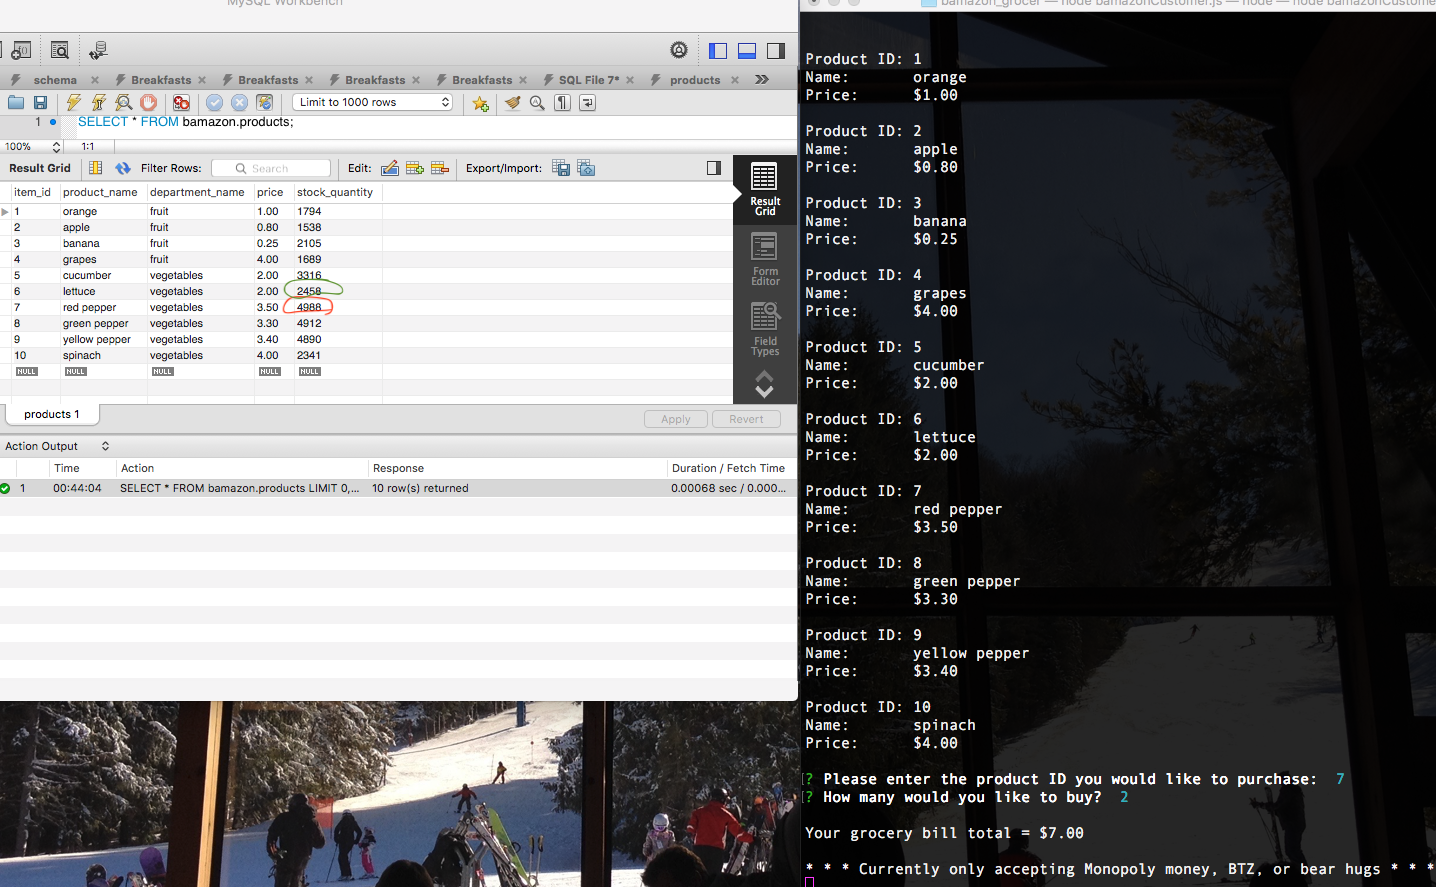 MySQL Workbench
schema × Breakfasts × Breakfasts × Breakfasts × Breakfasts × SQL File 7* × products ×
Limit to 1000 rows
1 SELECT * FROM bamazon.products;
100% 1:1
Result Grid Filter Rows: Search Edit: Export/Import:
item_id product_name department_name price stock_quantity
1 orange fruit 1.00 1794
2 apple fruit 0.80 1538
3 banana fruit 0.25 2105
4 grapes fruit 4.00 1689
5 cucumber vegetables 2.00 3316
6 lettuce vegetables 2.00 2458
7 red pepper vegetables 3.50 4988
8 green pepper vegetables 3.30 4912
9 yellow pepper vegetables 3.40 4890
10 spinach vegetables 4.00 2341
NULL NULL NULL NULL NULL
Result
Grid
Form
Editor
Field
Types
products 1 Apply Revert
Action Output
Time Action Response Duration / Fetch Time
1 00:44:04 SELECT * FROM bamazon.products LIMIT 0,... 10 row(s) returned 0.00068 sec / 0.000...
bamazon_grocer — node bamazonCustomer.js — node — node bamazonCustome
Product ID: 1
Name: orange
Price: $1.00
Product ID: 2
Name: apple
Price: $0.80
Product ID: 3
Name: banana
Price: $0.25
Product ID: 4
Name: grapes
Price: $4.00
Product ID: 5
Name: cucumber
Price: $2.00
Product ID: 6
Name: lettuce
Price: $2.00
Product ID: 7
Name: red pepper
Price: $3.50
Product ID: 8
Name: green pepper
Price: $3.30
Product ID: 9
Name: yellow pepper
Price: $3.40
Product ID: 10
Name: spinach
Price: $4.00
? Please enter the product ID you would like to purchase: 7
? How many would you like to buy? 2
Your grocery bill total = $7.00
* * * Currently only accepting Monopoly money, BTZ, or bear hugs * * *